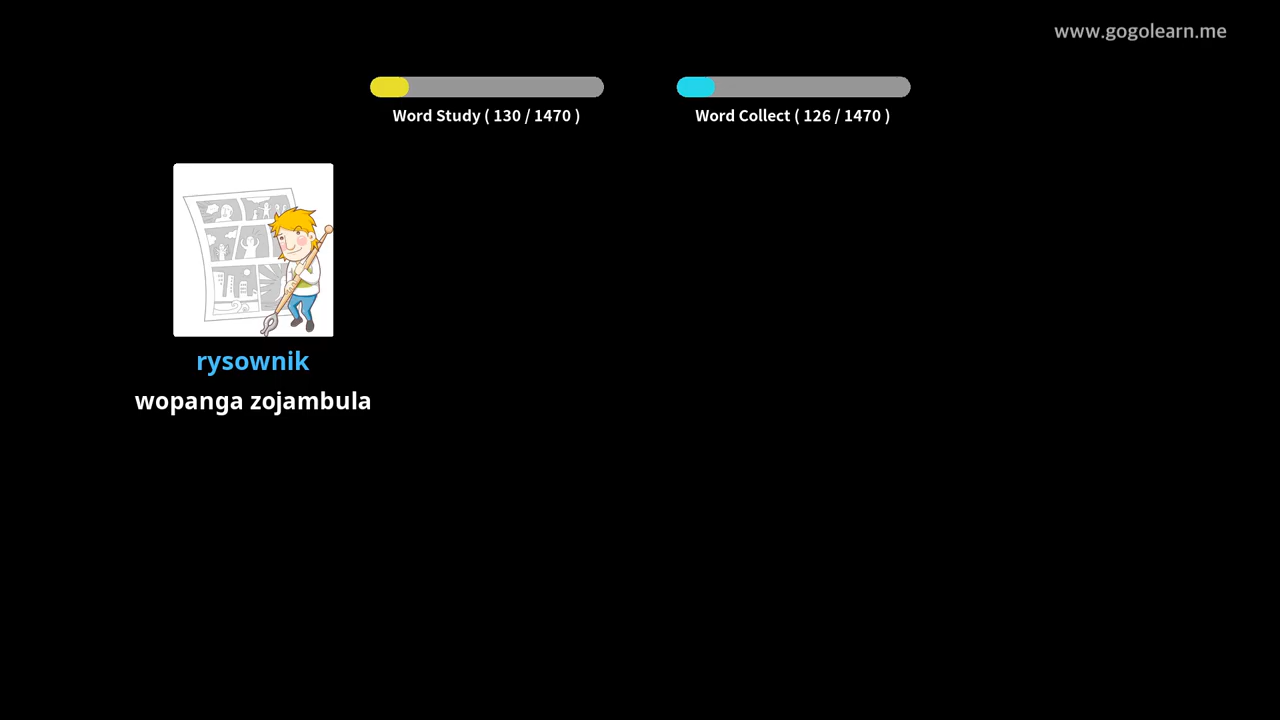 www.gogolearn.me
Word Study ( 130 / 1470 )
Word Collect ( 126 / 1470 )
rysownik
wopanga zojambula